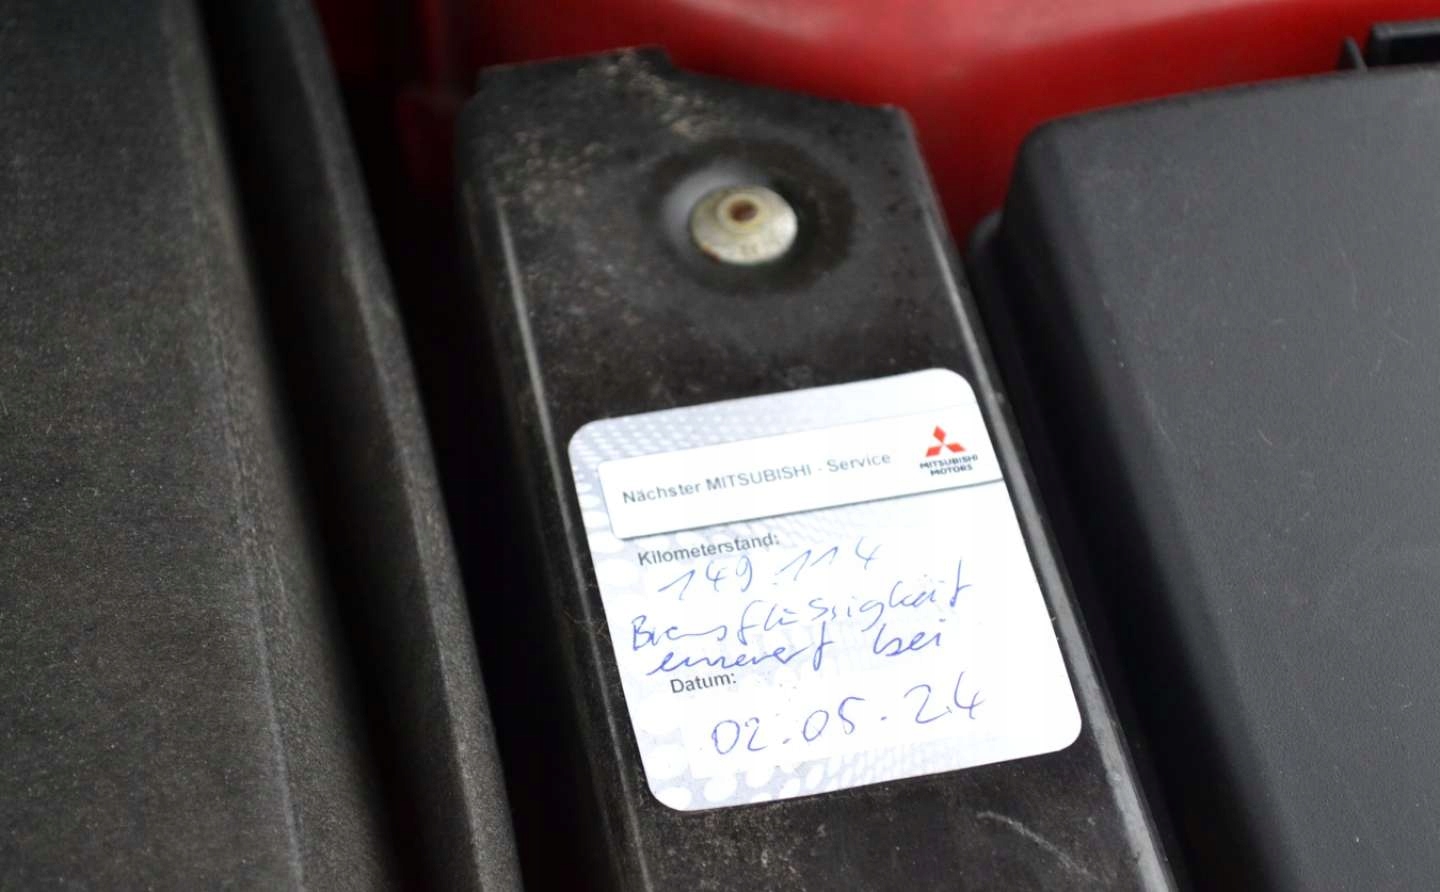 Nächster MITSUBISHI - Service
MITSUBISHI
MOTORS
Kilometerstand:
149.114
Bremsflüssigkeit
erneuert bei
Datum:
02.05.24